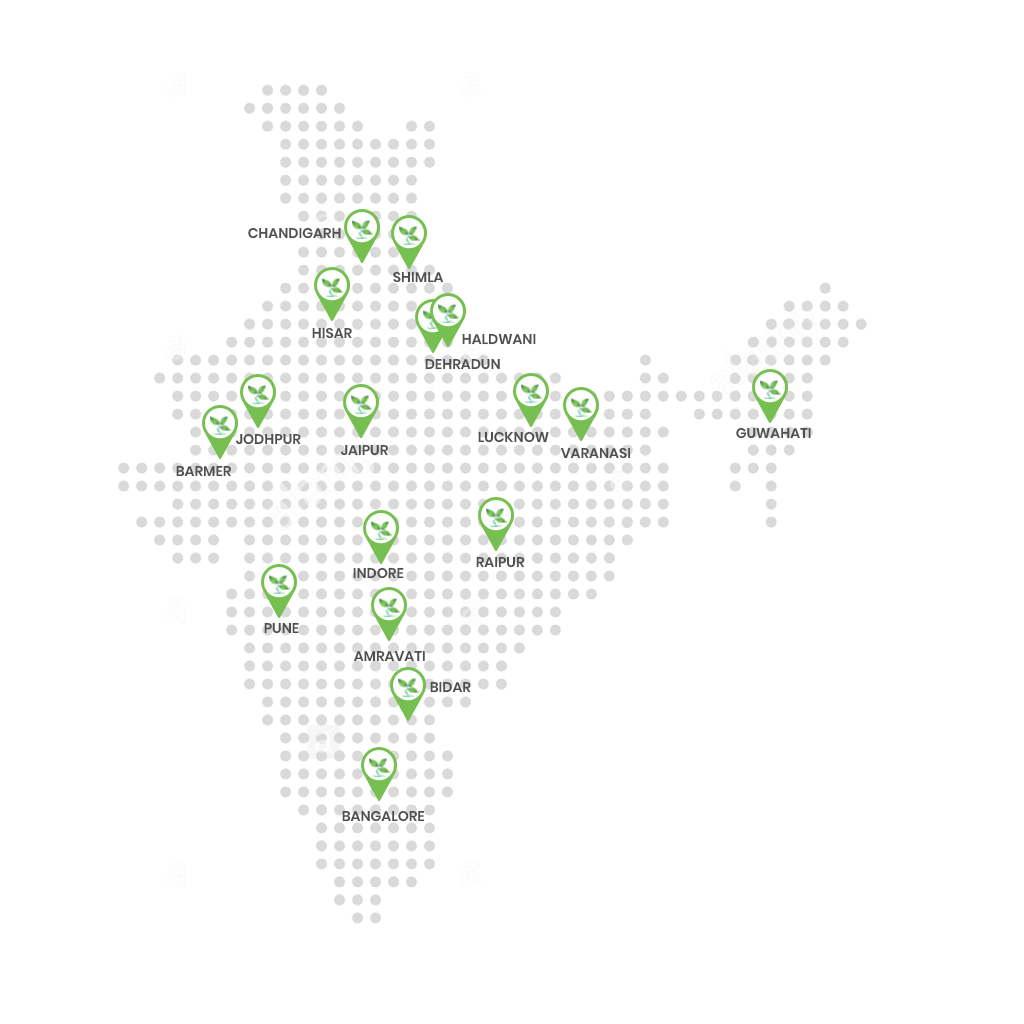 CHANDIGARH
SHIMLA
HISAR
HALDWANI
DEHRADUN
JODHPUR
JAIPUR
LUCKNOW
VARANASI
GUWAHATI
BARMER
INDORE
RAIPUR
PUNE
AMRAVATI
BIDAR
BANGALORE